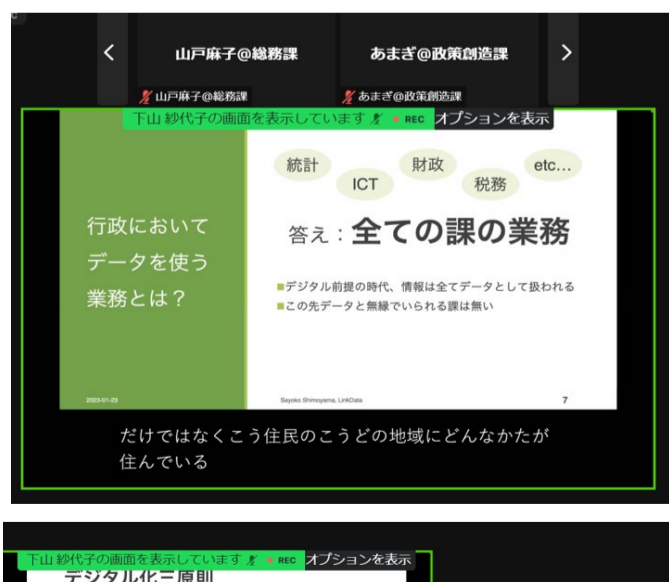 山戸麻子@総務課
あまぎ@政策創造課
山戸麻子@総務課
あまぎ@政策創造課
下山 紗代子の画面を表示しています
REC
オプションを表示
統計
ICT
財政
税務
etc...
行政において
データを使う
業務とは？
答え：全ての課の業務
デジタル前提の時代、情報は全てデータとして扱われる
この先データと無縁でいられる課は無い
2023-01-23
Sayoko Shimoyama, LinkData
7
だけではなくこう住民のこうどの地域にどんなかたが
住んでいる
下山 紗代子の画面を表示しています
REC
オプションを表示
デジタル化三原則